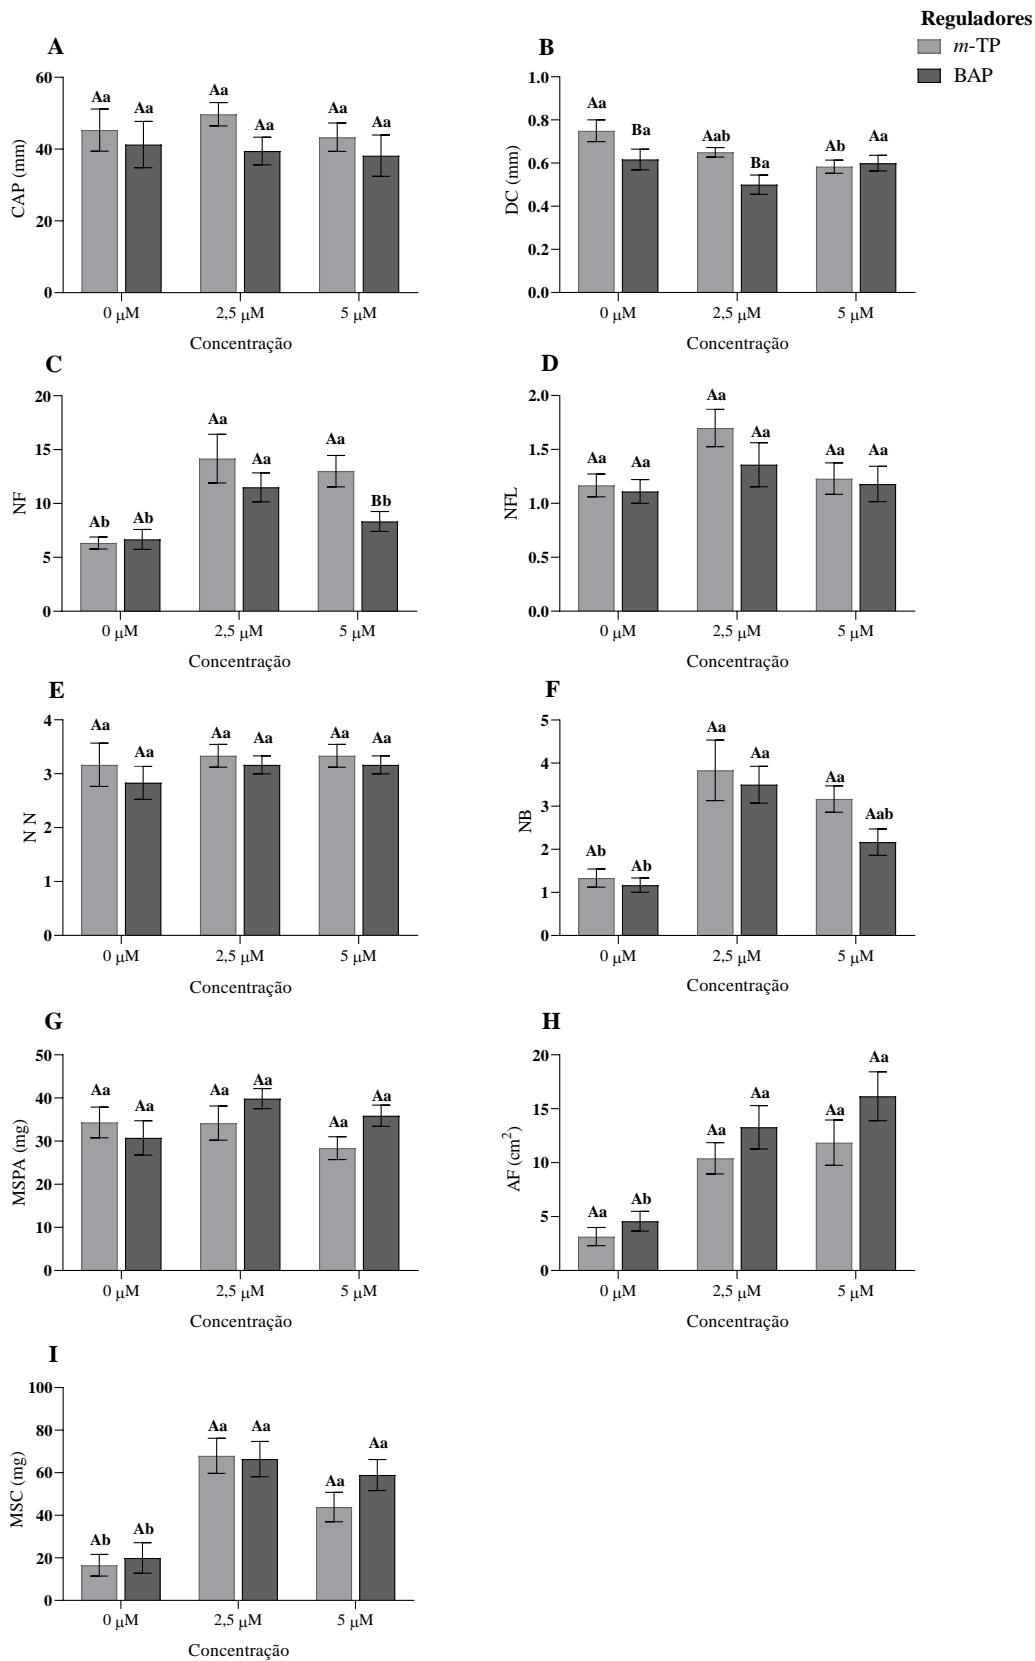 Reguladores
m-TP
BAP
A
60
40
20
0
CAP (mm)
Aa
Aa
Aa
Aa
Aa
Aa
0 µM
2,5 µM
5 µM
Concentração
B
1.0
0.8
0.6
0.4
0.2
0.0
DC (mm)
Aa
Ba
Aab
Ba
Ab
Aa
0 µM
2,5 µM
5 µM
Concentração
C
20
15
10
5
0
NF
Ab
Ab
Aa
Aa
Aa
Bb
0 µM
2,5 µM
5 µM
Concentração
D
2.0
1.5
1.0
0.5
0.0
NFL
Aa
Aa
Aa
Aa
Aa
Aa
0 µM
2,5 µM
5 µM
Concentração
E
4
3
2
1
0
N N
Aa
Aa
Aa
Aa
Aa
Aa
0 µM
2,5 µM
5 µM
Concentração
F
5
4
3
2
1
0
NB
Ab
Ab
Aa
Aa
Aa
Aab
0 µM
2,5 µM
5 µM
Concentração
G
50
40
30
20
10
0
MSPA (mg)
Aa
Aa
Aa
Aa
Aa
Aa
0 µM
2,5 µM
5 µM
Concentração
H
20
15
10
5
0
AF (cm²)
Aa
Ab
Aa
Aa
Aa
Aa
0 µM
2,5 µM
5 µM
Concentração
I
100
80
60
40
20
0
MSC (mg)
Ab
Ab
Aa
Aa
Aa
Aa
0 µM
2,5 µM
5 µM
Concentração